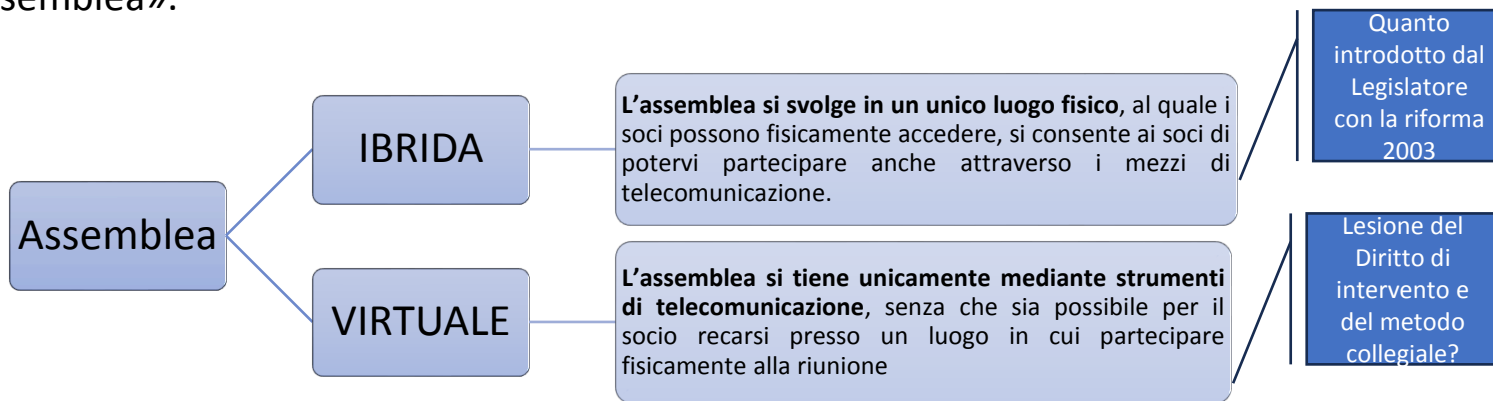 semblea».
Assemblea
IBRIDA
L’assemblea si svolge in un unico luogo fisico, al quale i
soci possono fisicamente accedere, si consente ai soci di
potervi partecipare anche attraverso i mezzi di
telecomunicazione.
Quanto
introdotto dal
Legislatore
con la riforma
2003
VIRTUALE
L’assemblea si tiene unicamente mediante strumenti
di telecomunicazione, senza che sia possibile per il
socio recarsi presso un luogo in cui partecipare
fisicamente alla riunione
Lesione del
Diritto di
intervento e
del metodo
collegiale?